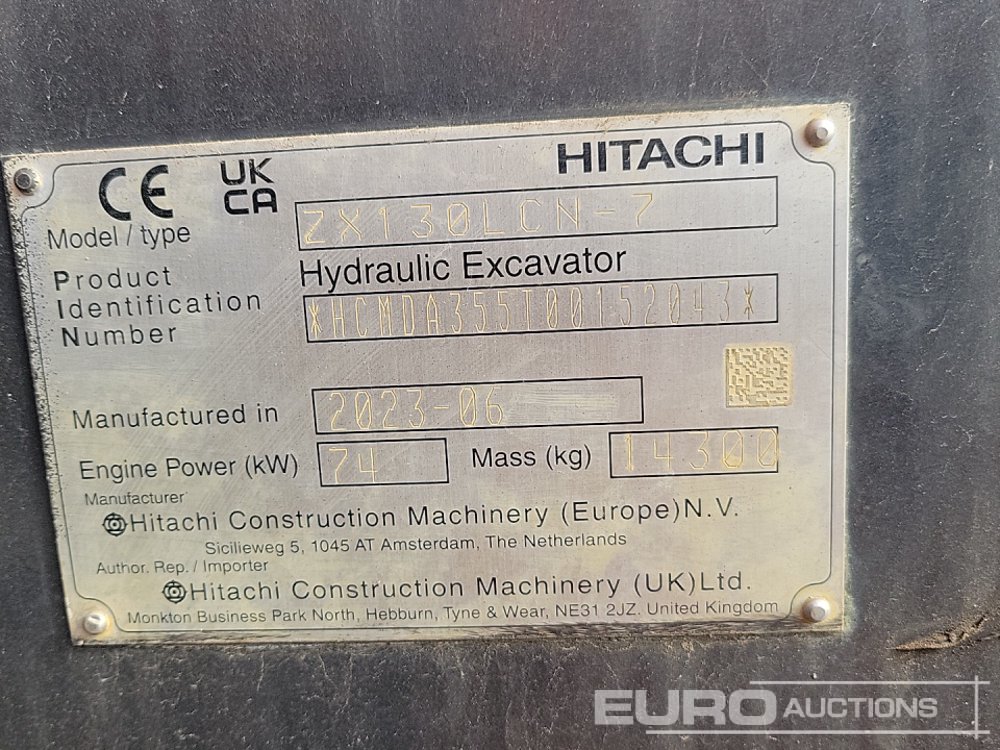 CE
UK
CA
HITACHI
Model / type ZX130LCN-7
Hydraulic Excavator
Product
Identification
Number
*HCMDA355T00152043*
Manufactured in 2023-06
Engine Power (kW) 74 Mass (kg) 14300
Manufacturer
Hitachi Construction Machinery (Europe) N.V.
Sicilieweg 5, 1045 AT Amsterdam, The Netherlands
Author. Rep. / Importer
Hitachi Construction Machinery (UK) Ltd.
Monkton Business Park North, Hebburn, Tyne & Wear, NE31 2JZ. United Kingdom
EURO AUCTIONS